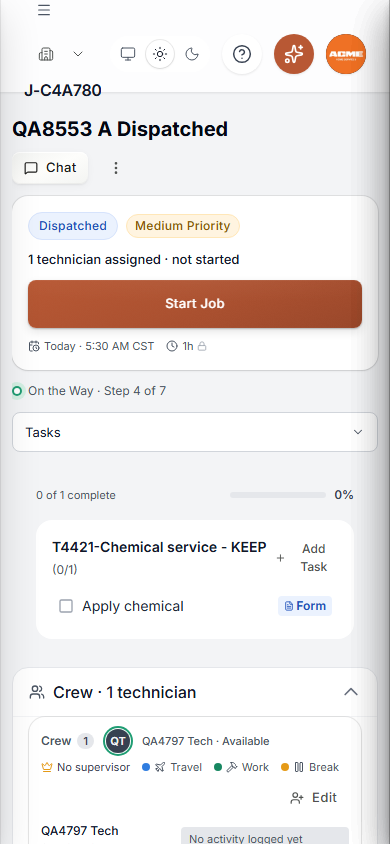 ACME
J-C4A780
QA8553 A Dispatched
Chat
Dispatched Medium Priority
1 technician assigned · not started
Start Job
Today · 5:30 AM CST 1h
On the Way · Step 4 of 7
Tasks
0 of 1 complete 0%
T4421-Chemical service - KEEP
(0/1)
+ Add
Task
Apply chemical Form
Crew · 1 technician
Crew 1 QT QA4797 Tech · Available
No supervisor Travel Work Break
Edit
QA4797 Tech
No activity logged yet